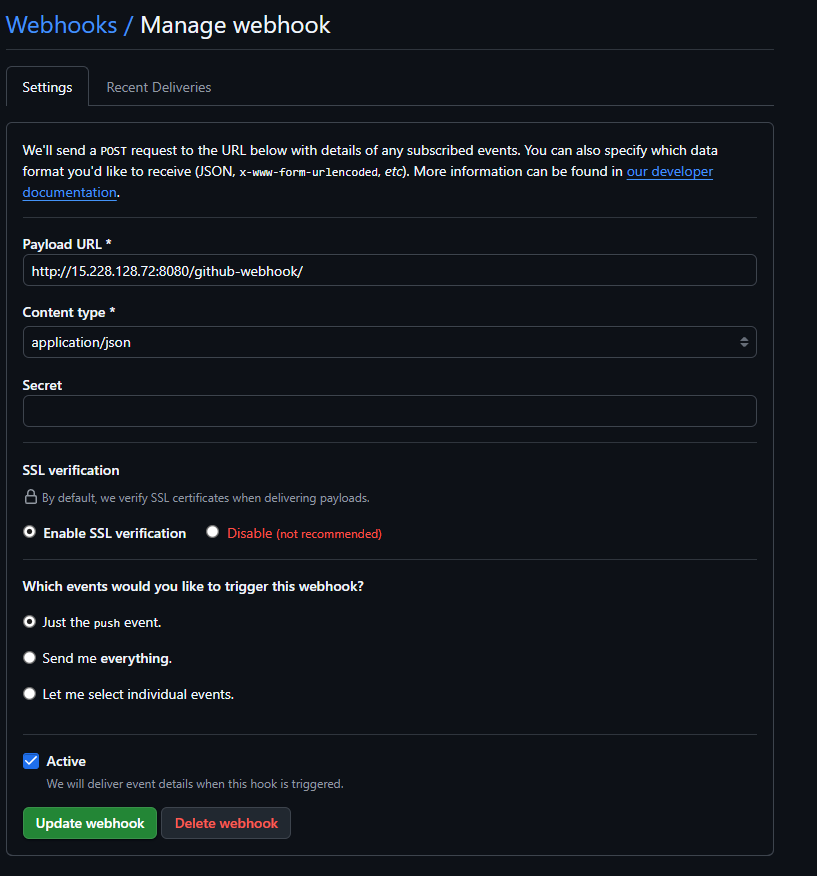 Webhooks / Manage webhook
Settings
Recent Deliveries
We'll send a POST request to the URL below with details of any subscribed events. You can also specify which data
format you'd like to receive (JSON, x-www-form-urlencoded, etc). More information can be found in our developer
documentation.
Payload URL *
http://15.228.128.72:8080/github-webhook/
Content type *
application/json
Secret
SSL verification
By default, we verify SSL certificates when delivering payloads.
Enable SSL verification
Disable (not recommended)
Which events would you like to trigger this webhook?
Just the push event.
Send me everything.
Let me select individual events.
Active
We will deliver event details when this hook is triggered.
Update webhook
Delete webhook